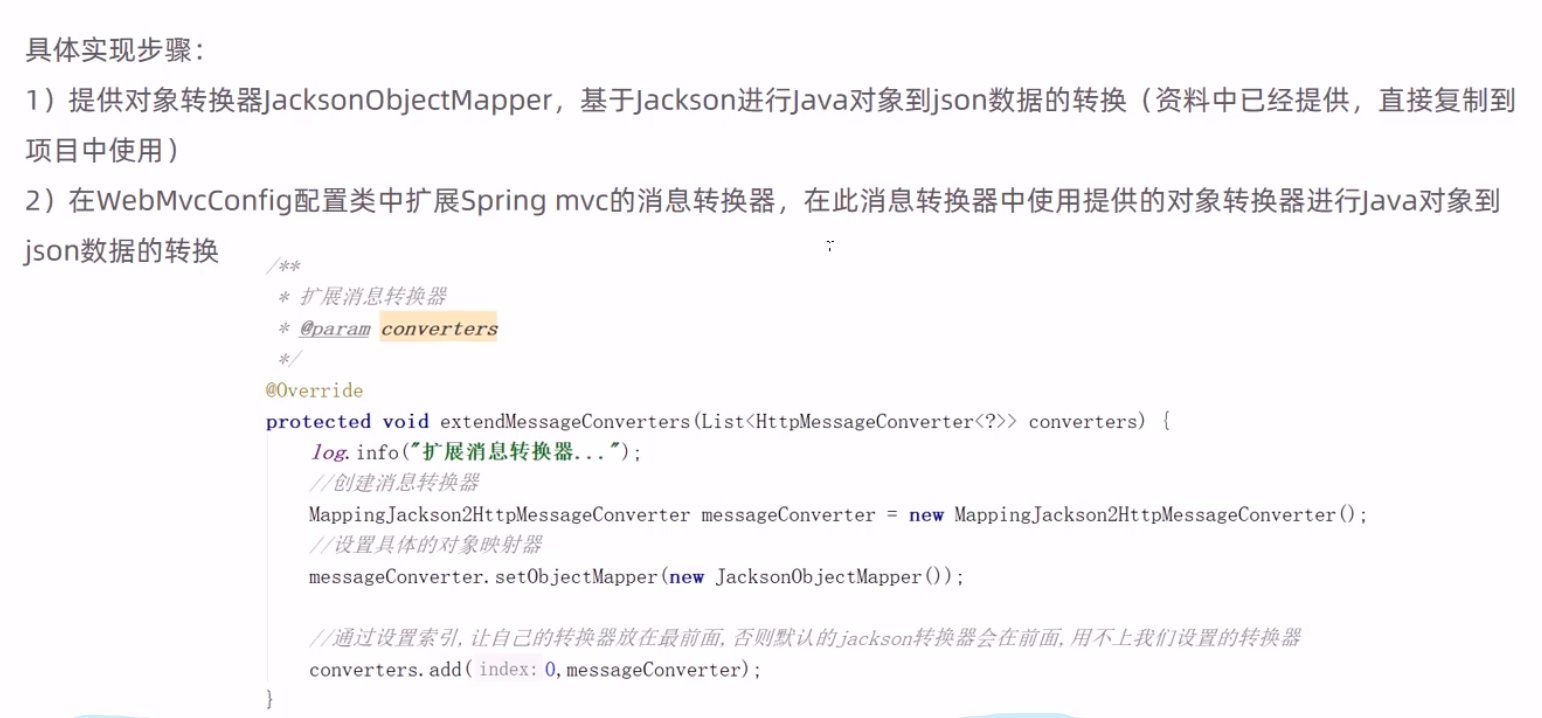 具体实现步骤：
1）提供对象转换器JacksonObjectMapper，基于Jackson进行Java对象到json数据的转换（资料中已经提供，直接复制到
项目中使用）
2）在WebMvcConfig配置类中扩展Spring mvc的消息转换器，在此消息转换器中使用提供的对象转换器进行Java对象到
json数据的转换
/**
 * 扩展消息转换器
 * @param converters
 */
@Override
protected void extendMessageConverters(List<HttpMessageConverter<?>> converters) {
    log.info("扩展消息转换器...");
    //创建消息转换器
    MappingJackson2HttpMessageConverter messageConverter = new MappingJackson2HttpMessageConverter();
    //设置具体的对象映射器
    messageConverter.setObjectMapper(new JacksonObjectMapper());
    //通过设置索引,让自己的转换器放在最前面,否则默认的jackson转换器会在前面,用不上我们设置的转换器
    converters.add( index: 0,messageConverter);
}